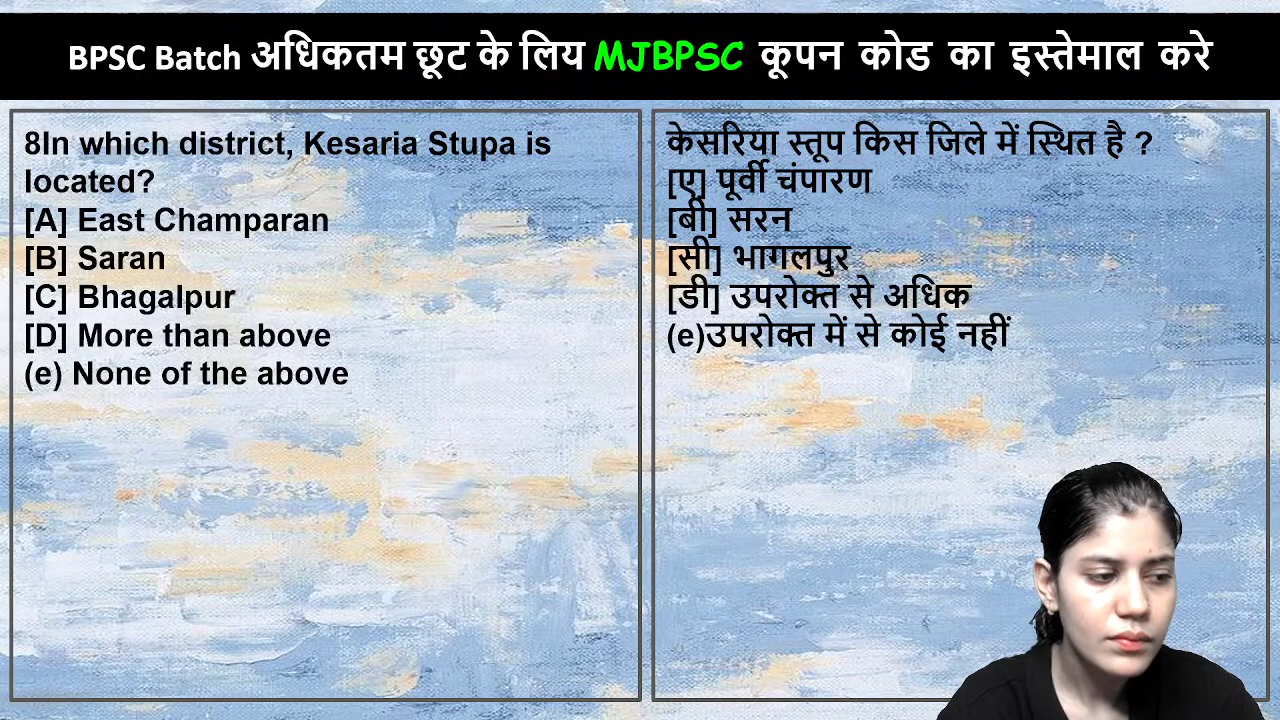 BPSC Batch अधिकतम छूट के लिय MJBPSC कूपन कोड का इस्तेमाल करे
8In which district, Kesaria Stupa is
located?
[A] East Champaran
[B] Saran
[C] Bhagalpur
[D] More than above
(e) None of the above
केसरिया स्तूप किस जिले में स्थित है ?
[ए] पूर्वी चंपारण
[बी] सरन
[सी] भागलपुर
[डी] उपरोक्त से अधिक
(e)उपरोक्त में से कोई नहीं